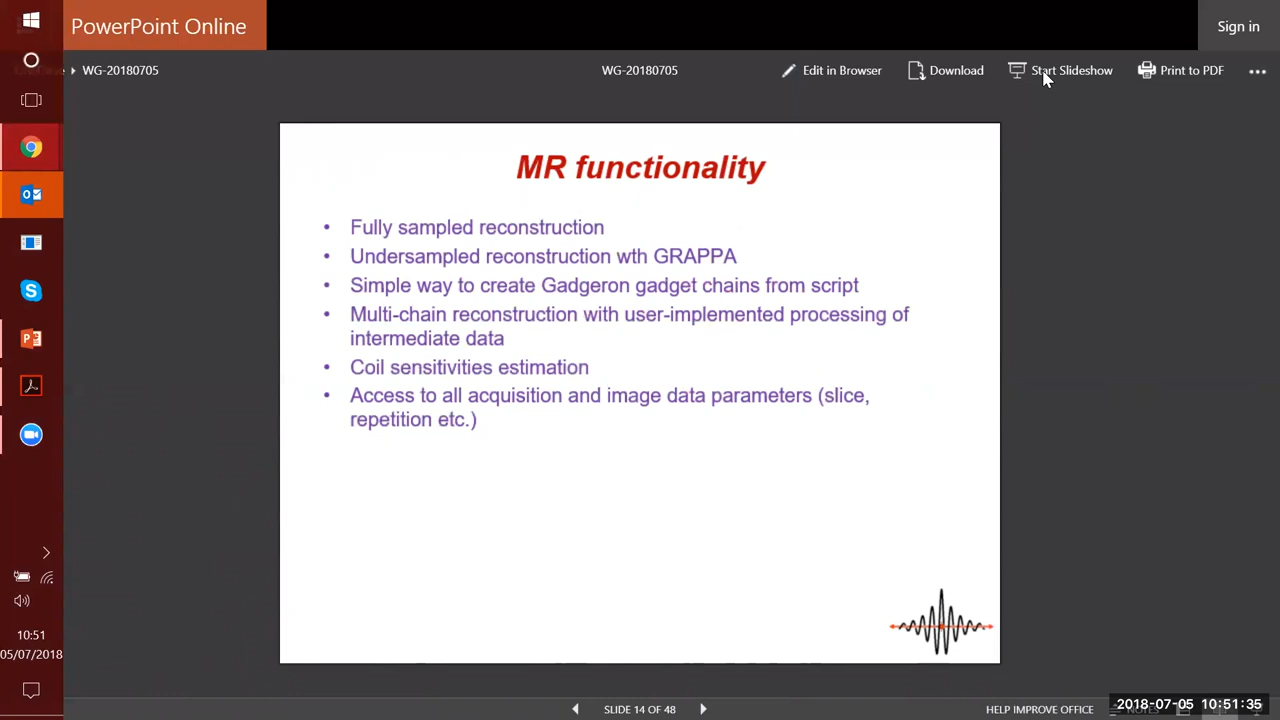 PowerPoint Online
Sign in
WG-20180705
WG-20180705
Edit in Browser
Download
Start Slideshow
Print to PDF
MR functionality
• Fully sampled reconstruction
• Undersampled reconstruction wth GRAPPA
• Simple way to create Gadgeron gadget chains from script
• Multi-chain reconstruction with user-implemented processing of
intermediate data
• Coil sensitivities estimation
• Access to all acquisition and image data parameters (slice,
repetition etc.)
10:51
05/07/2018
SLIDE 14 OF 48
HELP IMPROVE OFFICE
2018-07-05 10:51:35